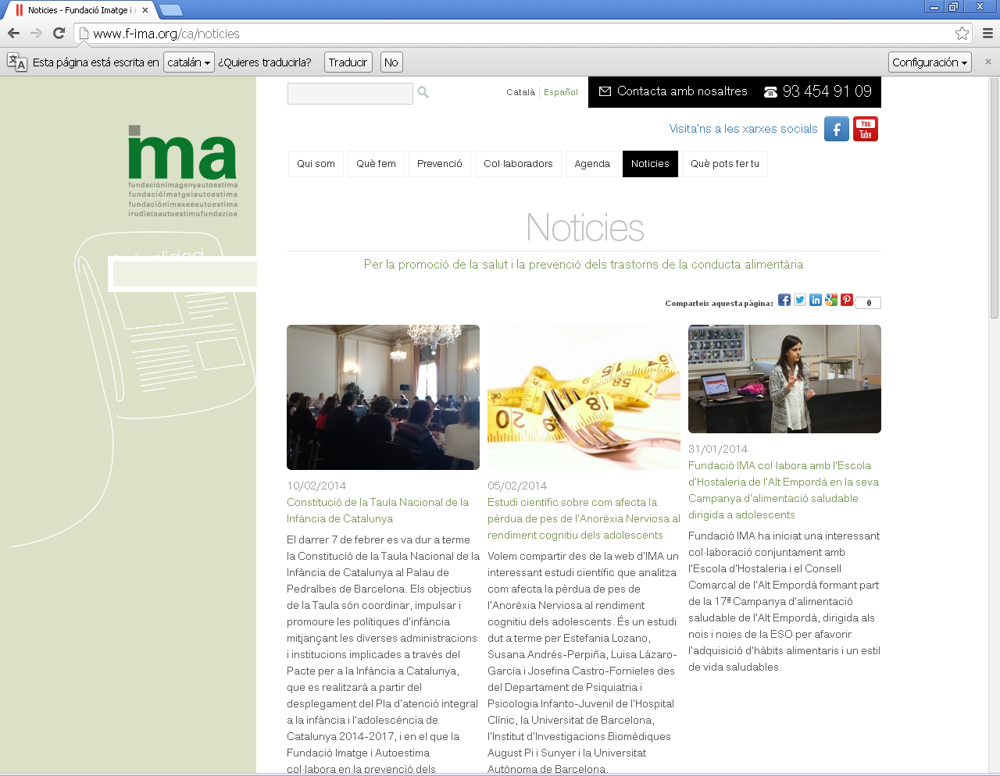 Noticies - Fundació Imatge i
www.f-ima.org/ca/noticies
Esta página está escrita en catalán ¿Quieres traducirla? Traducir No Configuración
Català Español Contacta amb nosaltres 93 454 91 09
Visita'ns a les xarxes socials f You Tube
ima
fundacionimagenyautoestima
fundacióimatgeiautoestima
fundaciónimaxeeautoestima
irudietaautoestimufundazioa
Qui som Què fem Prevenció Col·laboradors Agenda Noticies Què pots fer tu
Noticies
Per la promoció de la salut i la prevenció dels trastorns de la conducta alimentària
Comparteix aquesta pàgina: 0
10/02/2014
Constitució de la Taula Nacional de la
Infància de Catalunya
El darrer 7 de febrer es va dur a terme
la Constitució de la Taula Nacional de la
Infància de Catalunya al Palau de
Pedralbes de Barcelona. Els objectius
de la Taula són coordinar, impulsar i
promoure les polítiques d'infància
mitjançant les diverses administracions
i institucions implicades a través del
Pacte per a la Infància a Catalunya,
que es realitzarà a partir del
desplegament del Pla d'atenció integral
a la infància i l'adolescència de
Catalunya 2014-2017, i en el que la
Fundació Imatge i Autoestima
col·labora en la prevenció dels
15
58
17
18
20
05/02/2014
Estudi científic sobre com afecta la
pèrdua de pes de l'Anorèxia Nerviosa al
rendiment cognitiu dels adolescents
Volem compartir des de la web d'IMA un
interessant estudi científic que analitza
com afecta la pèrdua de pes de
l'Anorèxia Nerviosa al rendiment
cognitiu dels adolescents. És un estudi
dut a terme per Estefania Lozano,
Susana Andrés-Perpiña, Luisa Lázaro-
García i Josefina Castro-Fornieles des
del Departament de Psiquiatria i
Psicologia Infanto-Juvenil de l'Hospital
Clínic, la Universitat de Barcelona,
l'Institut d'Investigacions Biomèdiques
August Pi i Sunyer i la Universitat
Autònoma de Barcelona.
31/01/2014
Fundació IMA col·labora amb l'Escola
d'Hostaleria de l'Alt Empordà en la seva
Campanya d'alimentació saludable
dirigida a adolescents
Fundació IMA ha iniciat una interessant
col·laboració conjuntament amb
l'Escola d'Hostaleria i el Consell
Comarcal de l'Alt Empordà formant part
de la 17ª Campanya d'alimentació
saludable de l'Alt Empordà, dirigida als
nois i noies de la ESO per afavorir
l'adquisició d'hàbits alimentaris i un estil
de vida saludables.